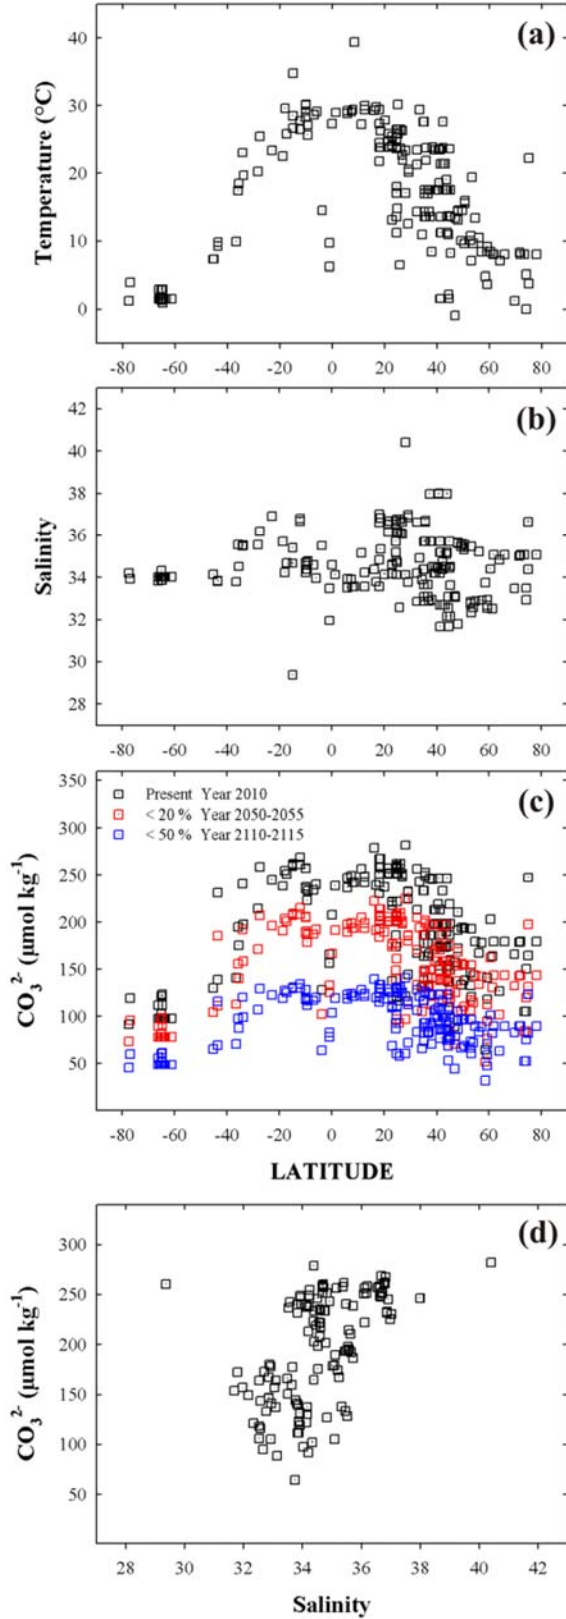 (a)
Temperature (°C)
40
30
20
10
0
-80 -60 -40 -20 0 20 40 60 80
(b)
Salinity
42
40
38
36
34
32
30
28
-80 -60 -40 -20 0 20 40 60 80
(c)
Present Year 2010
< 20 % Year 2050-2055
< 50 % Year 2110-2115
CO₃²⁻ (µmol kg⁻¹)
350
300
250
200
150
100
50
-80 -60 -40 -20 0 20 40 60 80
LATITUDE
(d)
CO₃²⁻ (µmol kg⁻¹)
300
250
200
150
100
50
28 30 32 34 36 38 40 42
Salinity